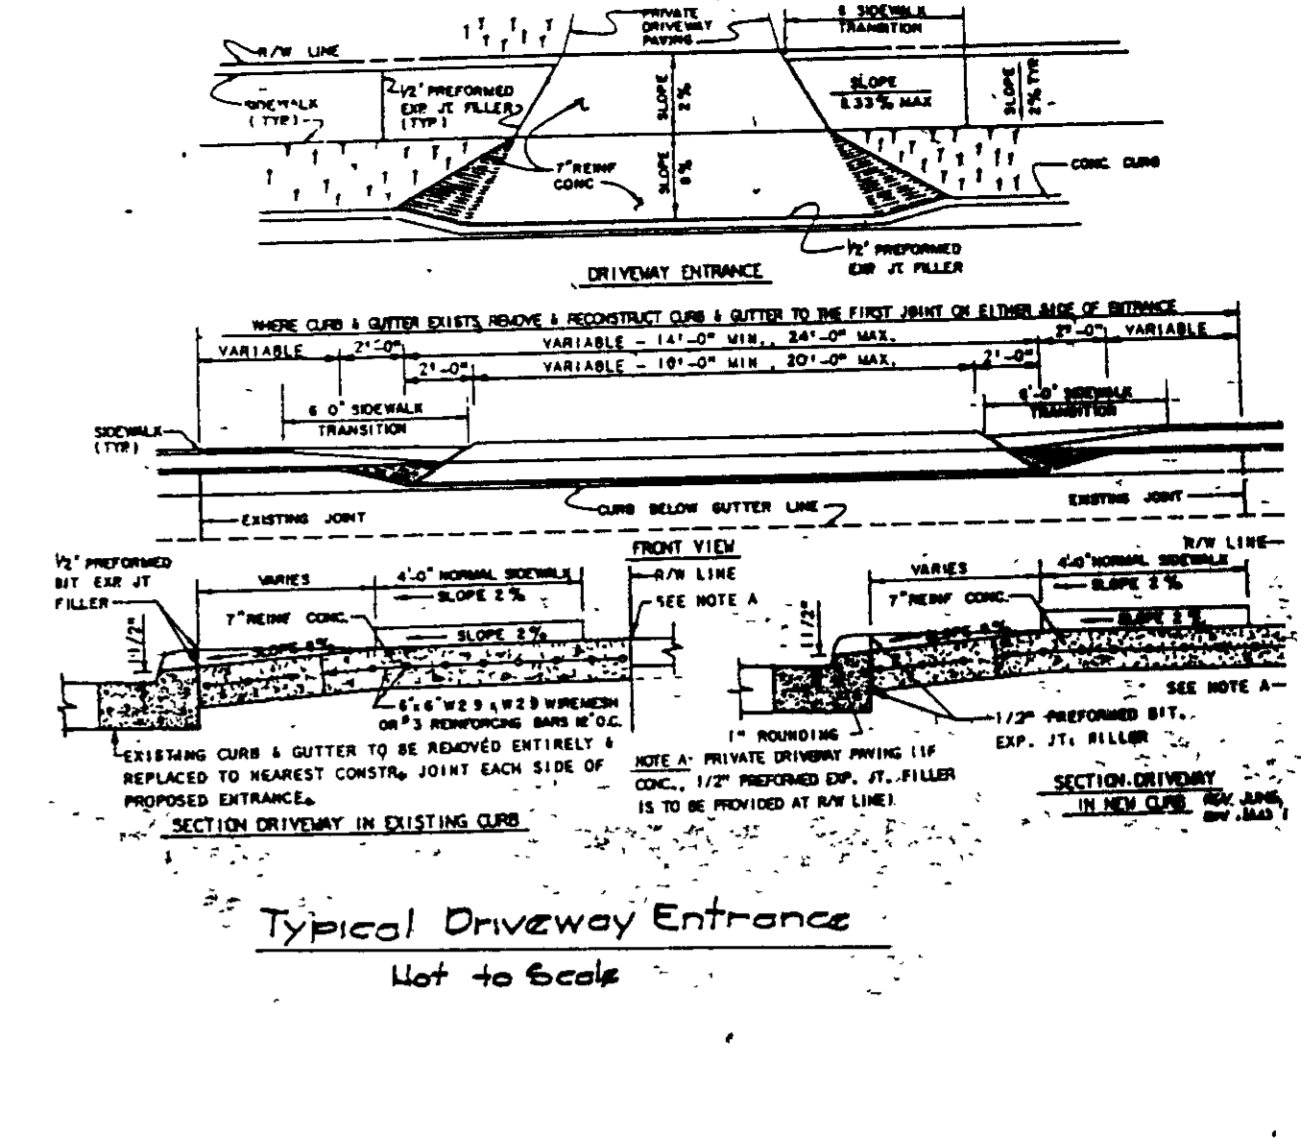 PRIVATE
DRIVEWAY
PAVING
6 SIDEWALK
TRANSITION
R/W LINE
SIDEWALK
(TYP)
1/2" PREFORMED
EXP. JT FILLER
(TYP)
SLOPE
2%
SLOPE
8.33% MAX
SLOPE
2% TYP
7" REINF
CONC
SLOPE
8%
CONC. CURB
1/2" PREFORMED
EXP JT FILLER
DRIVEWAY ENTRANCE
WHERE CURB & GUTTER EXISTS, REMOVE & RECONSTRUCT CURB & GUTTER TO THE FIRST JOINT ON EITHER SIDE OF ENTRANCE
VARIABLE 2'-0" VARIABLE - 14'-0" MIN., 24'-0" MAX. 2'-0" VARIABLE
2'-0" VARIABLE - 10'-0" MIN , 20'-0" MAX. 2'-0"
6 0" SIDEWALK
TRANSITION
6'-0" SIDEWALK
TRANSITION
SIDEWALK
(TYP)
EXISTING JOINT
CURB BELOW GUTTER LINE
EXISTING JOINT
FRONT VIEW
1/2" PREFORMED
BIT EXP JT
FILLER
VARIES
4'-0" NORMAL SIDEWALK
SLOPE 2%
R/W LINE
SEE NOTE A
7" REINF CONC.
SLOPE 2%
SLOPE 8%
1 1/2"
6"x6" W2 9 x W2 9 WIREMESH
OR #3 REINFORCING BARS 12" O.C.
EXISTING CURB & GUTTER TO BE REMOVED ENTIRELY &
REPLACED TO NEAREST CONSTR. JOINT EACH SIDE OF
PROPOSED ENTRANCE.
SECTION DRIVEWAY IN EXISTING CURB
R/W LINE
VARIES
4'-0" NORMAL SIDEWALK
SLOPE 2%
7" REINF CONC.
SLOPE 2%
SLOPE 8%
1 1/2"
SEE NOTE A
1" ROUNDING
1/2" PREFORMED BIT.
EXP. JT. FILLER
NOTE A- PRIVATE DRIVEWAY PAVING (IF
CONC., 1/2" PREFORMED EXP. JT. FILLER
IS TO BE PROVIDED AT R/W LINE).
SECTION-DRIVEWAY
IN NEW CURB
REV. JUNE,
Typical Driveway Entrance
Not to Scale